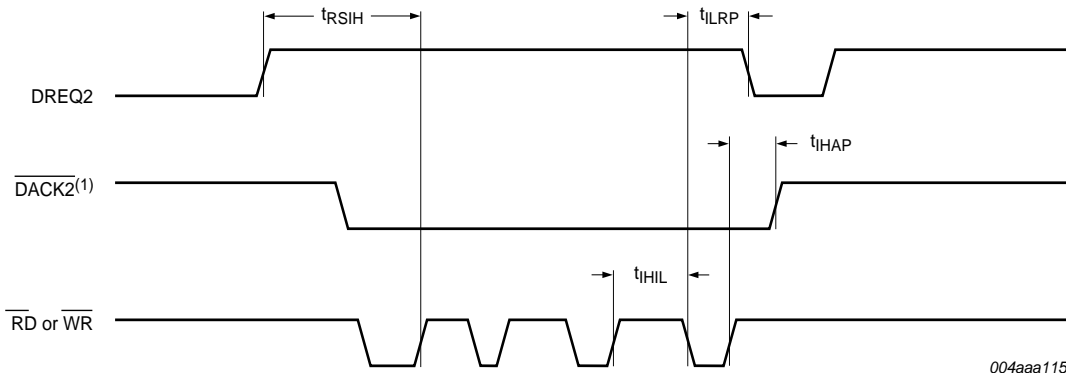 tRSIH
tILRP
DREQ2
tIHAP
DACK2(1)
tIHIL
RD or WR
004aaa115